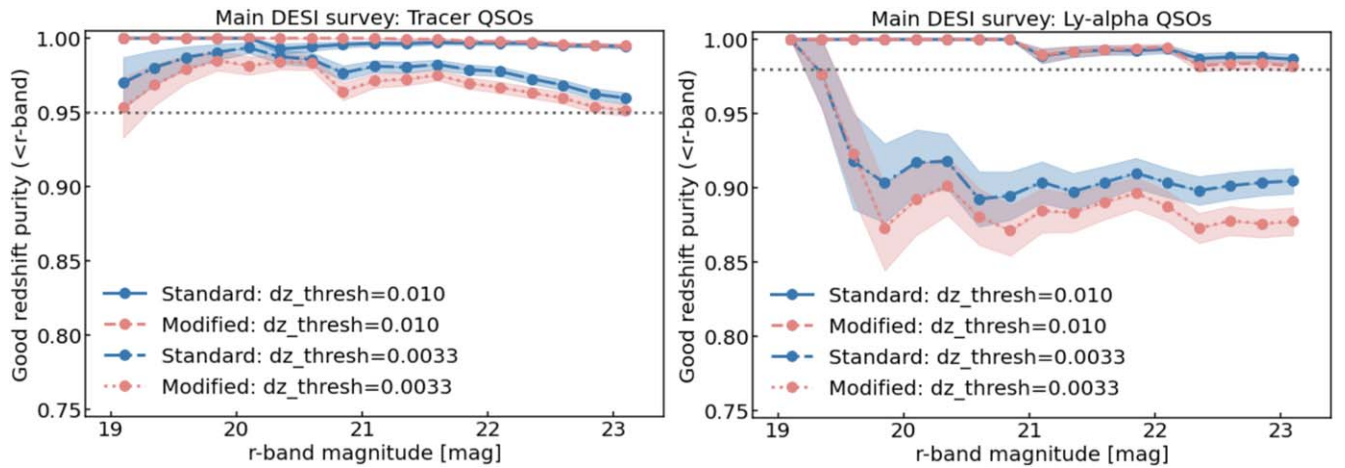 Main DESI survey: Tracer QSOs
Good redshift purity (<r-band)
1.00
0.95
0.90
0.85
0.80
0.75
Standard: dz_thresh=0.010
Modified: dz_thresh=0.010
Standard: dz_thresh=0.0033
Modified: dz_thresh=0.0033
19 20 21 22 23
r-band magnitude [mag]
Main DESI survey: Ly-alpha QSOs
Good redshift purity (<r-band)
1.00
0.95
0.90
0.85
0.80
0.75
Standard: dz_thresh=0.010
Modified: dz_thresh=0.010
Standard: dz_thresh=0.0033
Modified: dz_thresh=0.0033
19 20 21 22 23
r-band magnitude [mag]